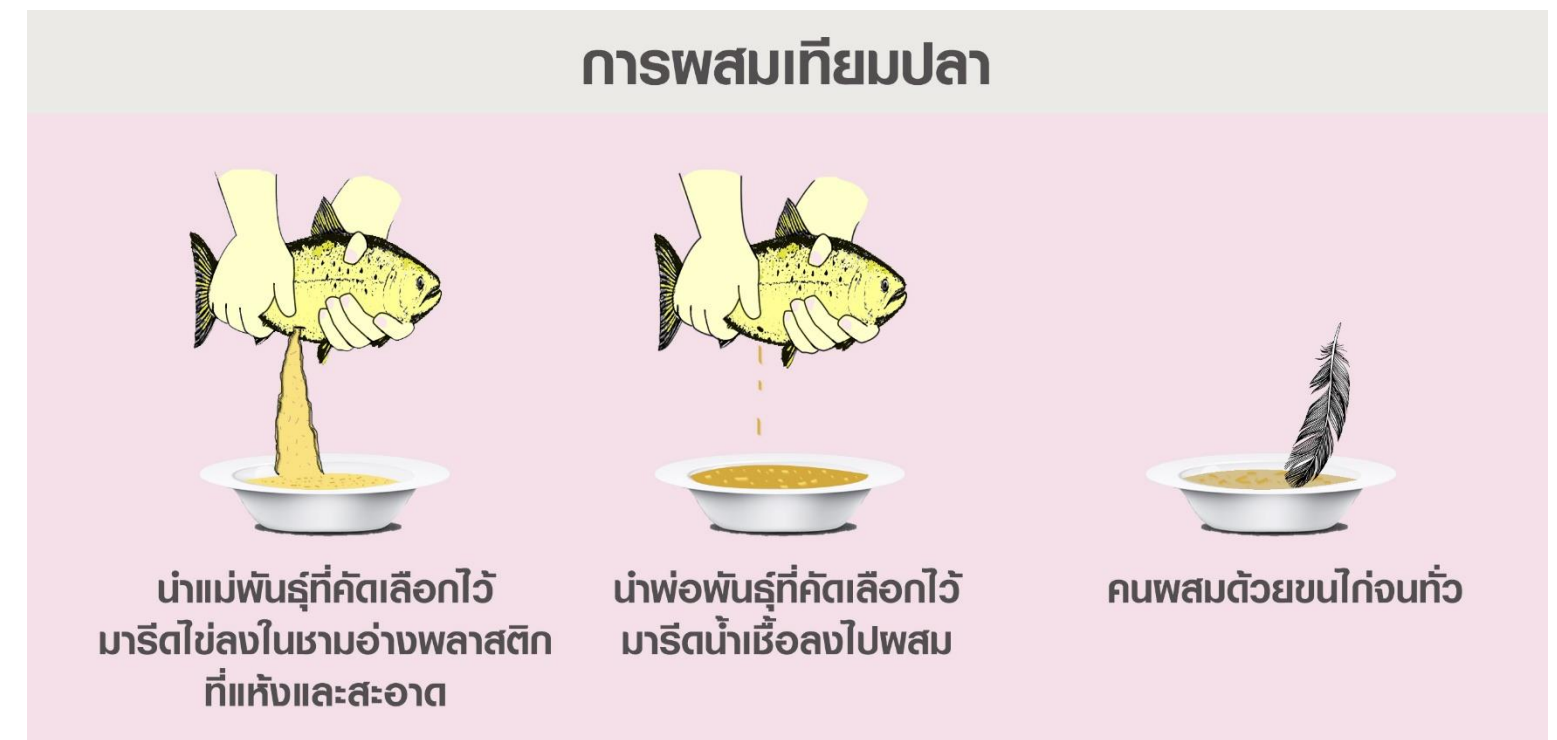 การผสมเทียมปลา
นำแม่พันธุ์ที่คัดเลือกไว้
มารีดไข่ลงในชามอ่างพลาสติก
ที่แห้งและสะอาด
นำพ่อพันธุ์ที่คัดเลือกไว้
มารีดน้ำเชื้อลงไปผสม
คนผสมด้วยขนไก่จนทั่ว